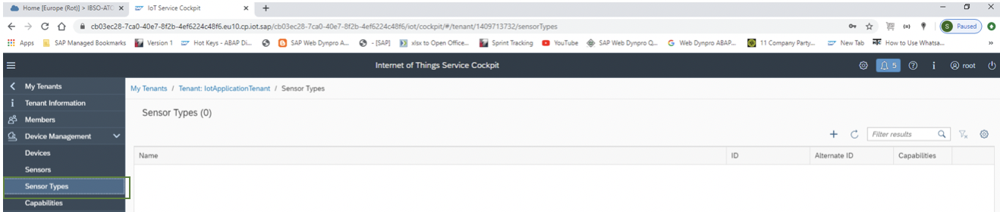 Home [Europe (Rot)] > IBSO-ATO
IoT Service Cockpit
cb03ec28-7ca0-40e7-8f2b-4ef6224c48f6.eu10.cp.iot.sap/cb03ec28-7ca0-40e7-8f2b-4ef6224c48f6/iot/cockpit/#/tenant/1409713732/sensorTypes
S Paused
Apps SAP Managed Bookmarks Version 1 Hot Keys - ABAP Di... SAP Web Dynpro A... - [SAP] xlsx to Open Office... Sprint Tracking YouTube SAP Web Dynpro Q... Web Dynpro ABAP... 11 Company Party... New Tab How to Use Whatsa... »
Internet of Things Service Cockpit
5 root
My Tenants
Tenant Information
Members
Device Management
Devices
Sensors
Sensor Types
Capabilities
My Tenants / Tenant: IotApplicationTenant / Sensor Types
Sensor Types (0)
Filter results
Name ID Alternate ID Capabilities